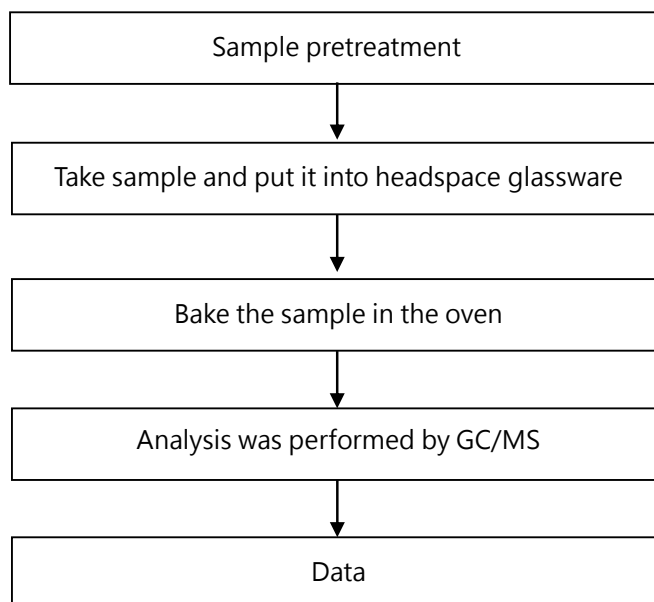 Sample pretreatment
Take sample and put it into headspace glassware
Bake the sample in the oven
Analysis was performed by GC/MS
Data